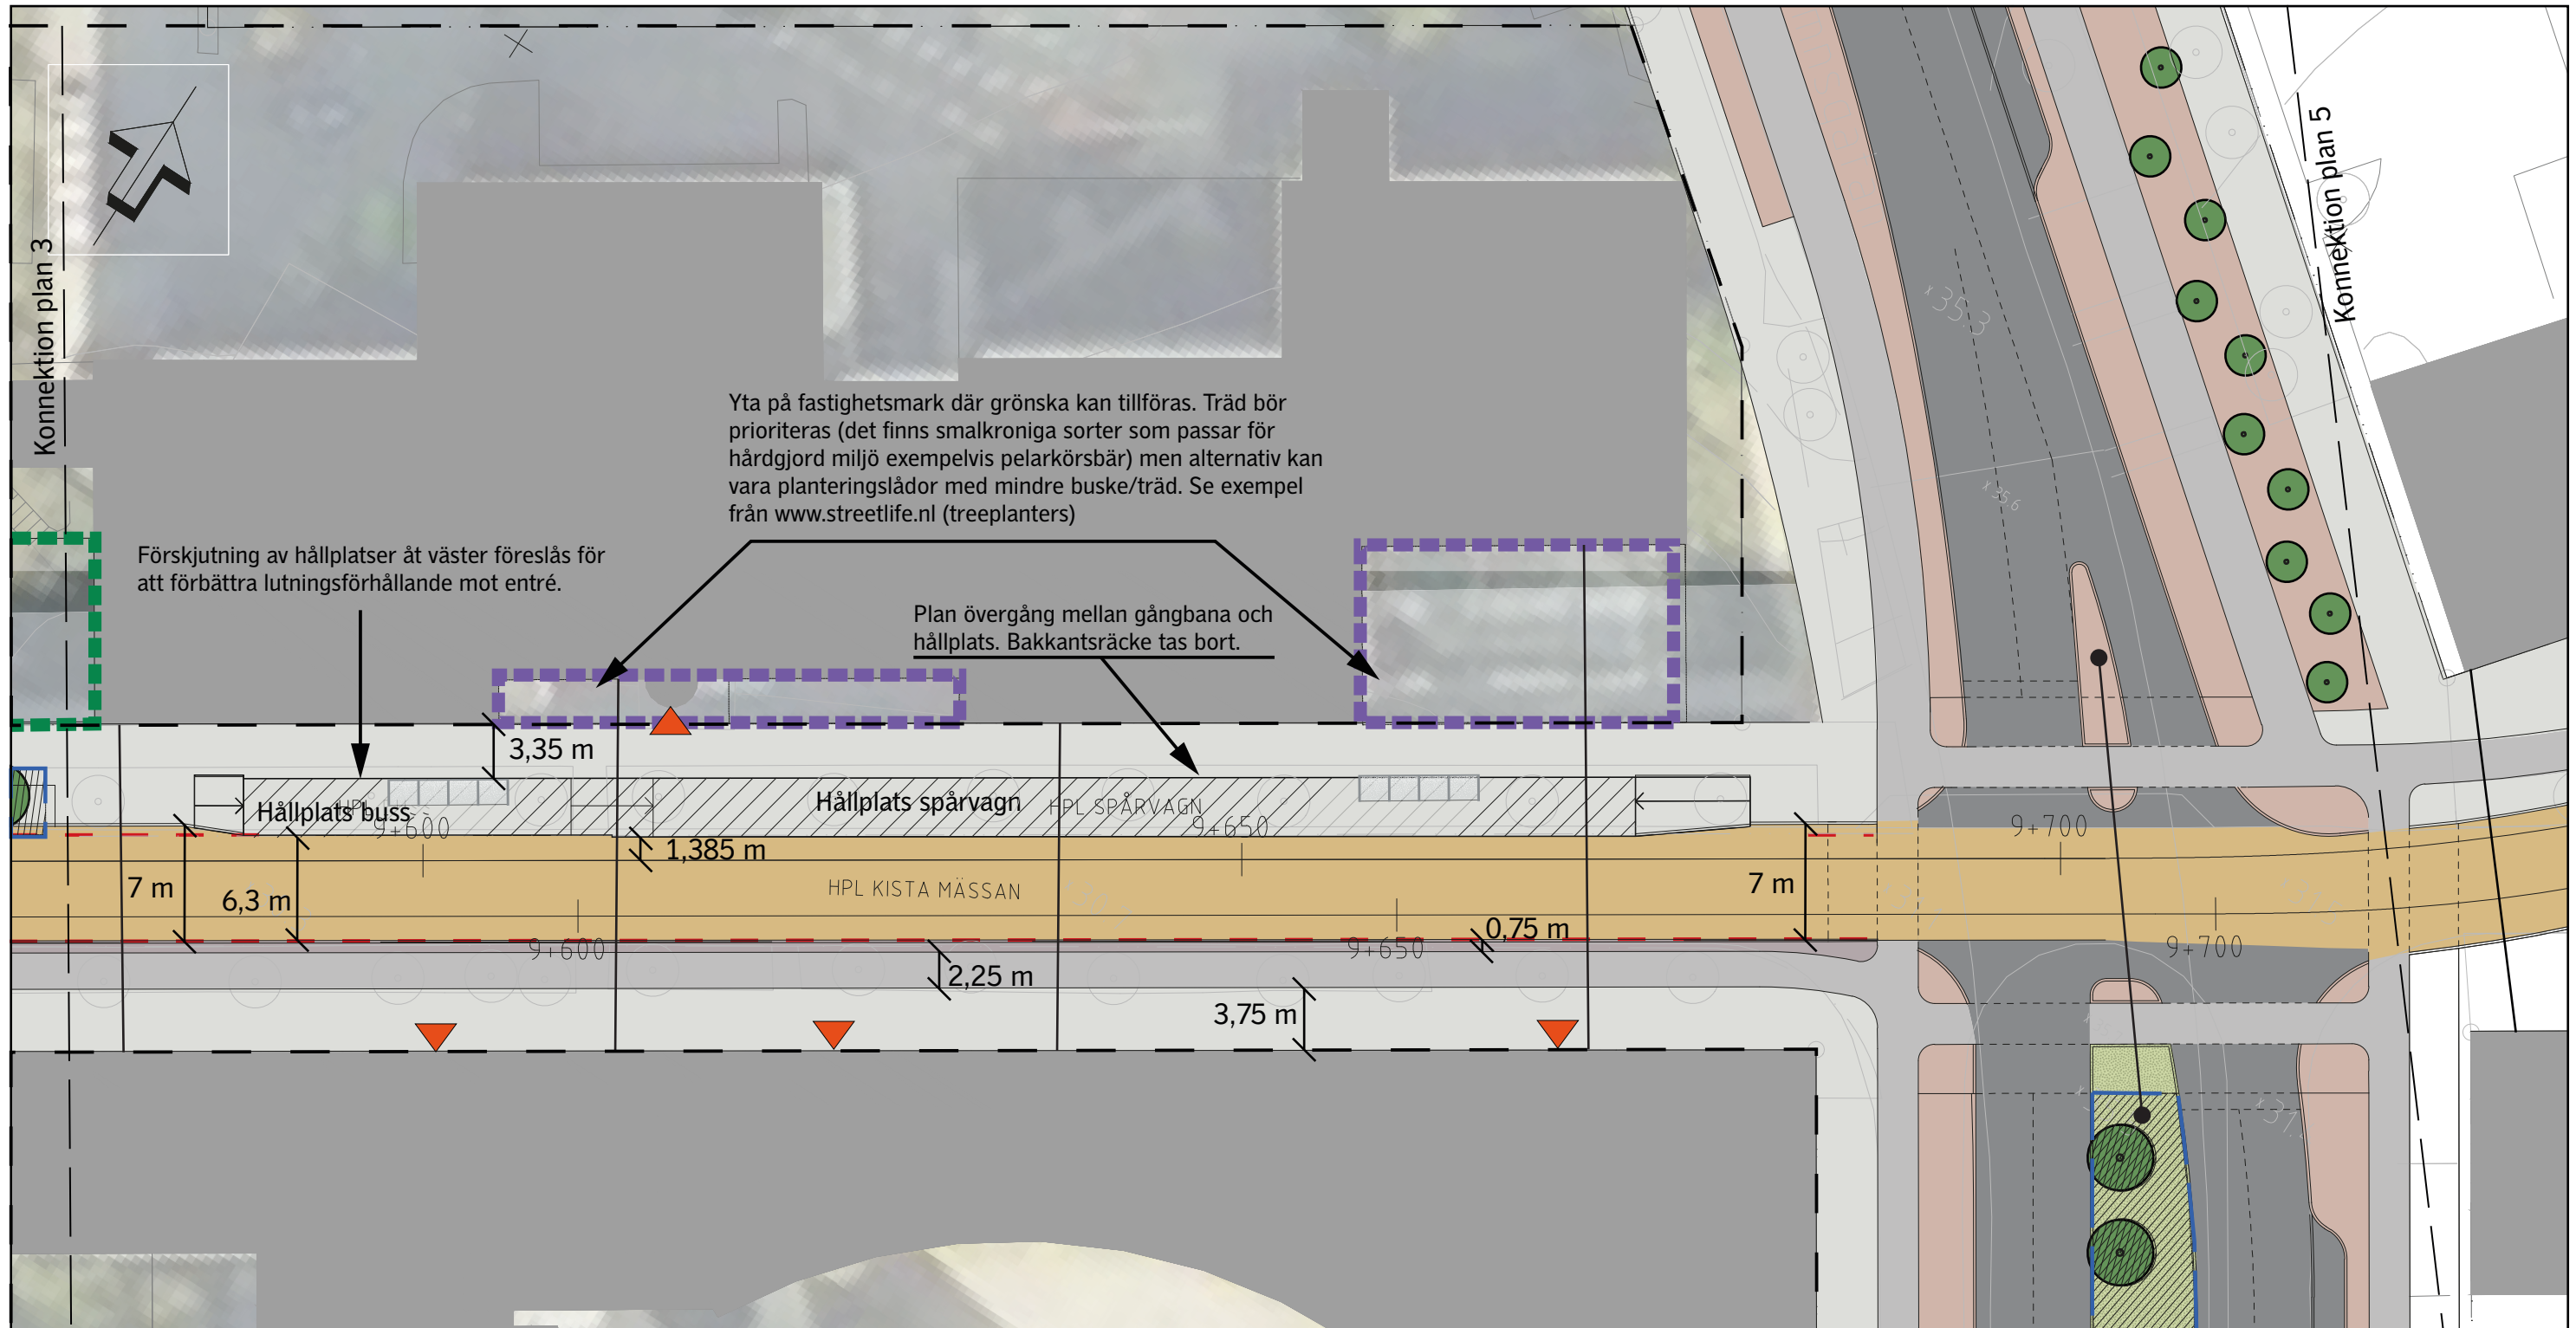 Konnektion plan 3
Konnektion plan 5
x 35.3
x 35.6
Yta på fastighetsmark där grönska kan tillföras. Träd bör
prioriteras (det finns smalkroniga sorter som passar för
hårdgjord miljö exempelvis pelarkörsbär) men alternativ kan
vara planteringslådor med mindre buske/träd. Se exempel
från www.streetlife.nl (treeplanters)
Förskjutning av hållplatser åt väster föreslås för
att förbättra lutningsförhållande mot entré.
Plan övergång mellan gångbana och
hållplats. Bakkantsräcke tas bort.
3,35 m
Hållplats buss
Hållplats spårvagn
HPL SPÅRVAGN
9+600
9+650
9+700
1,385 m
7 m
6,3 m
HPL KISTA MÄSSAN
7 m
0,75 m
9+600
9+650
9+700
2,25 m
3,75 m